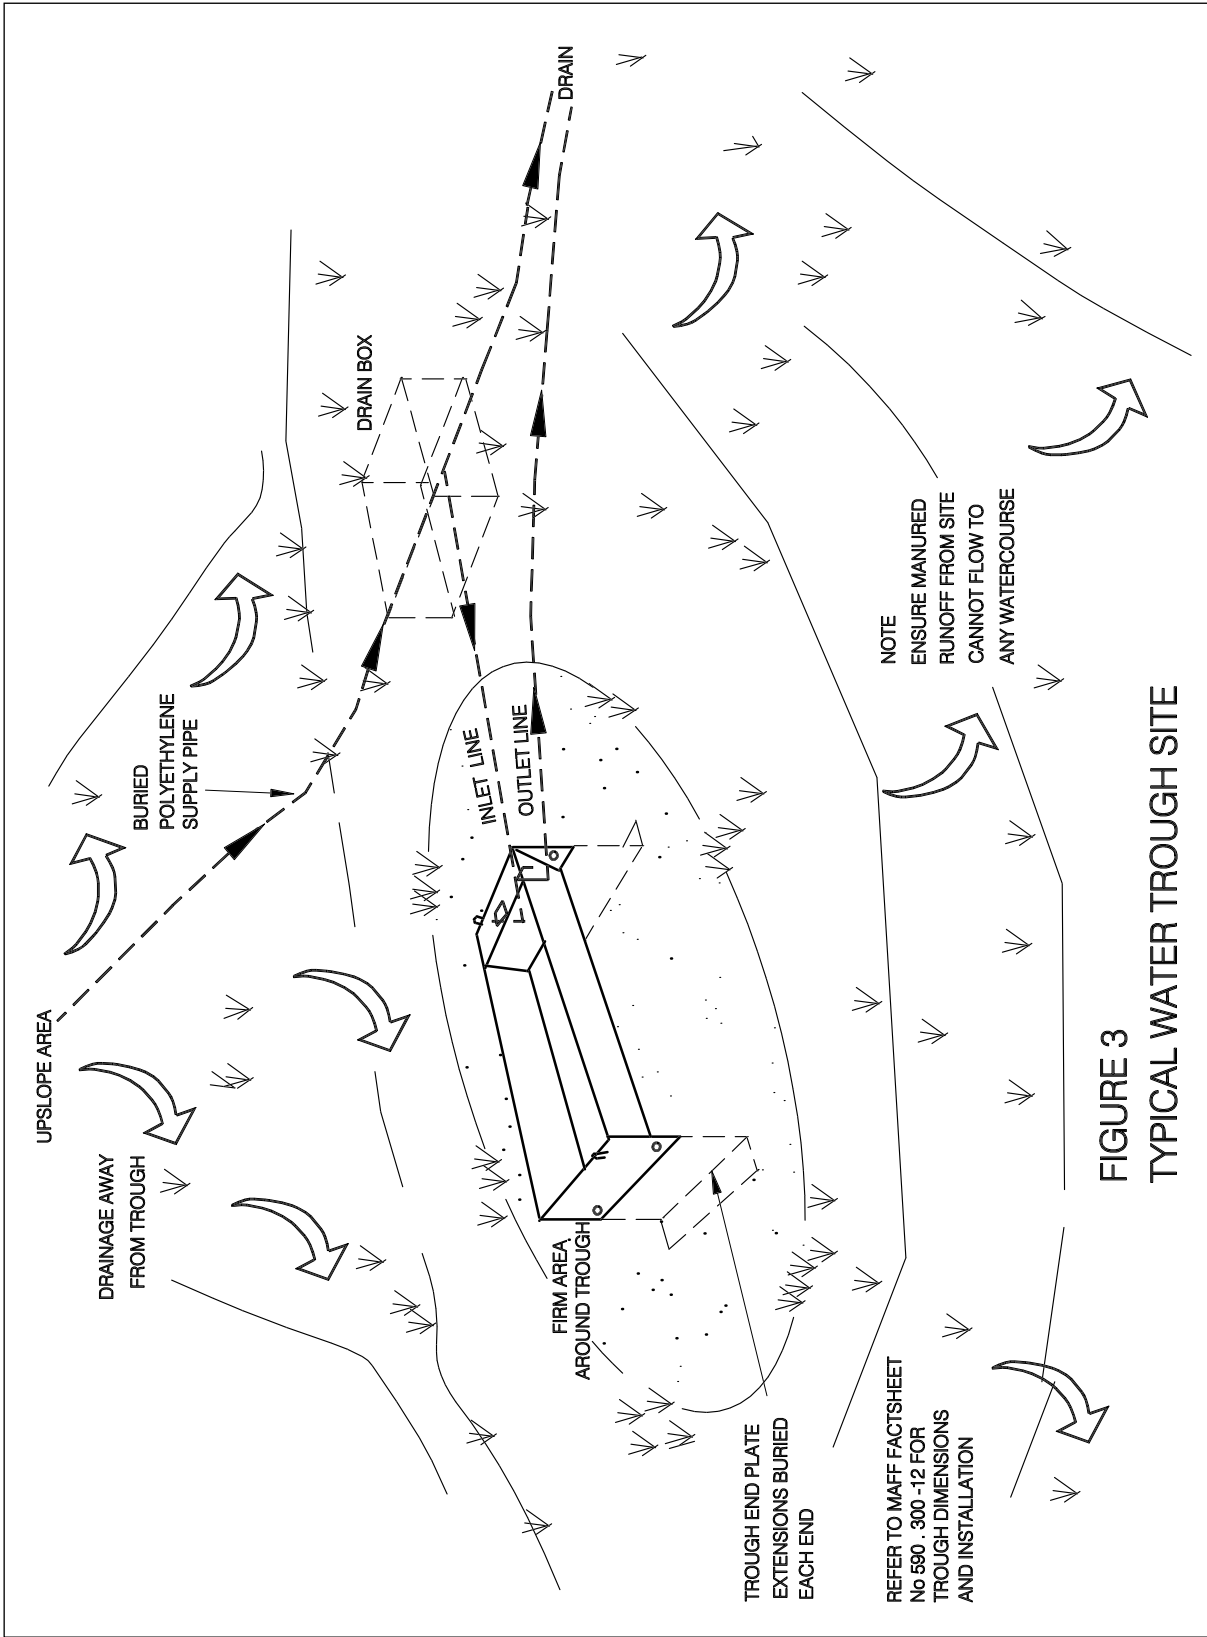 UPSLOPE AREA
DRAINAGE AWAY
FROM TROUGH
BURIED
POLYETHYLENE
SUPPLY PIPE
DRAIN BOX
DRAIN
INLET LINE
OUTLET LINE
FIRM AREA
AROUND TROUGH
TROUGH END PLATE
EXTENSIONS BURIED
EACH END
REFER TO MAFF FACTSHEET
No 590 . 300 -12 FOR
TROUGH DIMENSIONS
AND INSTALLATION
NOTE
ENSURE MANURED
RUNOFF FROM SITE
CANNOT FLOW TO
ANY WATERCOURSE
FIGURE 3
TYPICAL WATER TROUGH SITE